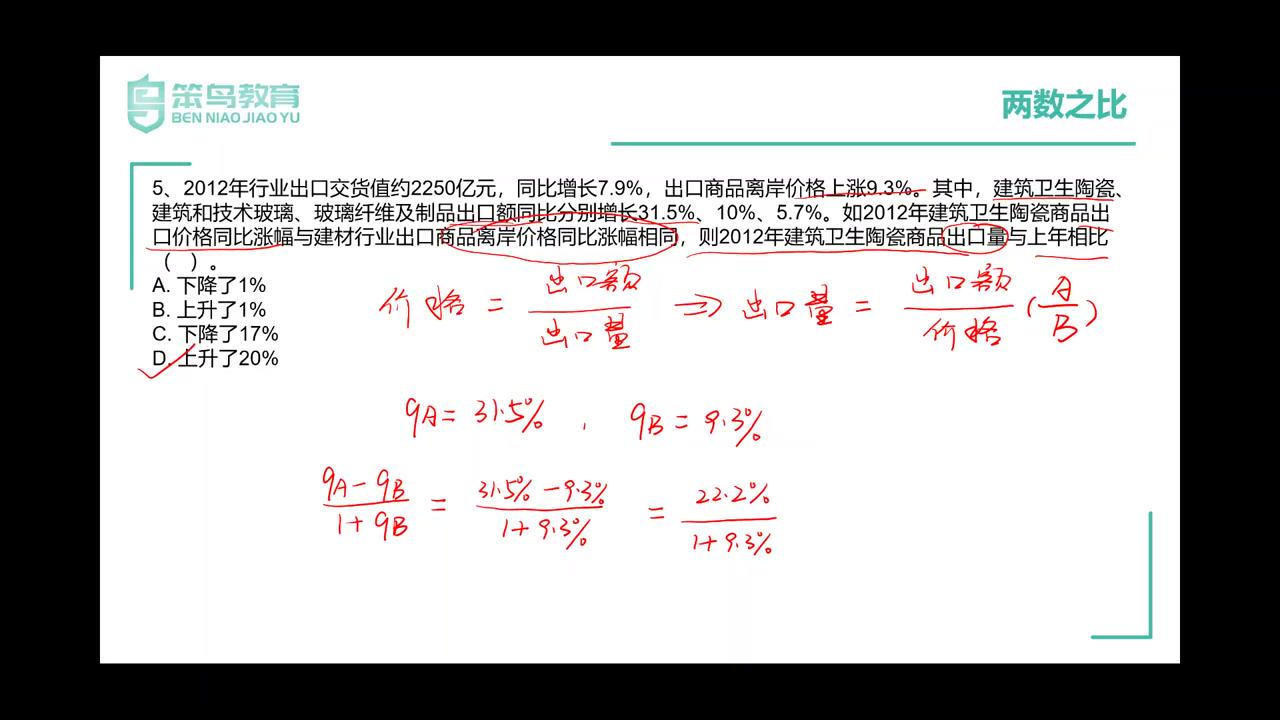 笨鸟教育
BEN NIAO JIAO YU
两数之比
5、2012年行业出口交货值约2250亿元，同比增长7.9%，出口商品离岸价格上涨9.3%。其中，建筑卫生陶瓷、
建筑和技术玻璃、玻璃纤维及制品出口额同比分别增长31.5%、10%、5.7%。如2012年建筑卫生陶瓷商品出
口价格同比涨幅与建材行业出口商品离岸价格同比涨幅相同，则2012年建筑卫生陶瓷商品出口量与上年相比
（ ）。
A. 下降了1%
B. 上升了1%
C. 下降了17%
D. 上升了20%
价格 = 出口额/出口量 => 出口量 = 出口额/价格 (A/B)
qA = 31.5% , qB = 9.3%
qA - qB / 1 + qB = 31.5% - 9.3% / 1 + 9.3% = 22.2% / 1 + 9.3%